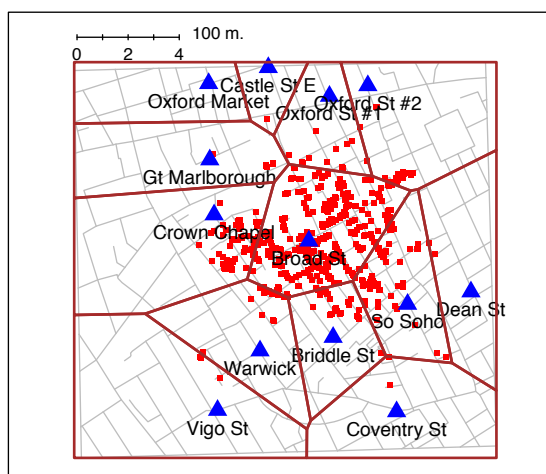 100 m.
0 2 4
Castle St E
Oxford Market
Oxford St #2
Oxford St #1
Gt Marlborough
Crown Chapel
Broad St
Dean St
So Soho
Briddle St
Warwick
Vigo St
Coventry St